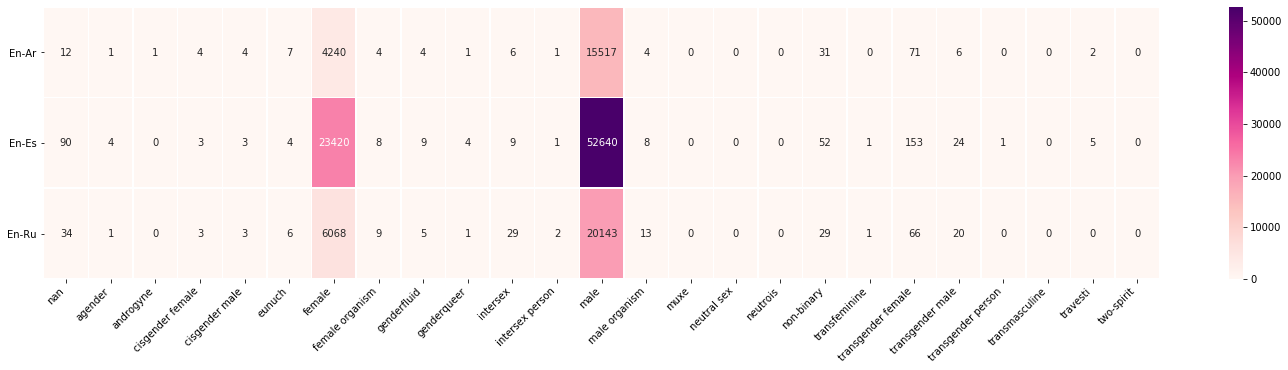 En-Ar 12 1 1 4 4 7 4240 4 4 1 6 1 15517 4 0 0 0 31 0 71 6 0 0 2 0
En-Es 90 4 0 3 3 4 23420 8 9 4 9 1 52640 8 0 0 0 52 1 153 24 1 0 5 0
En-Ru 34 1 0 3 3 6 6068 9 5 1 29 2 20143 13 0 0 0 29 1 66 20 0 0 0 0
nan
agender
androgyne
cisgender female
cisgender male
eunuch
female
female organism
genderfluid
genderqueer
intersex
intersex person
male
male organism
muxe
neutral sex
neutrois
non-binary
transfeminine
transgender female
transgender male
transgender person
transmasculine
travesti
two-spirit
50000
40000
30000
20000
10000
0